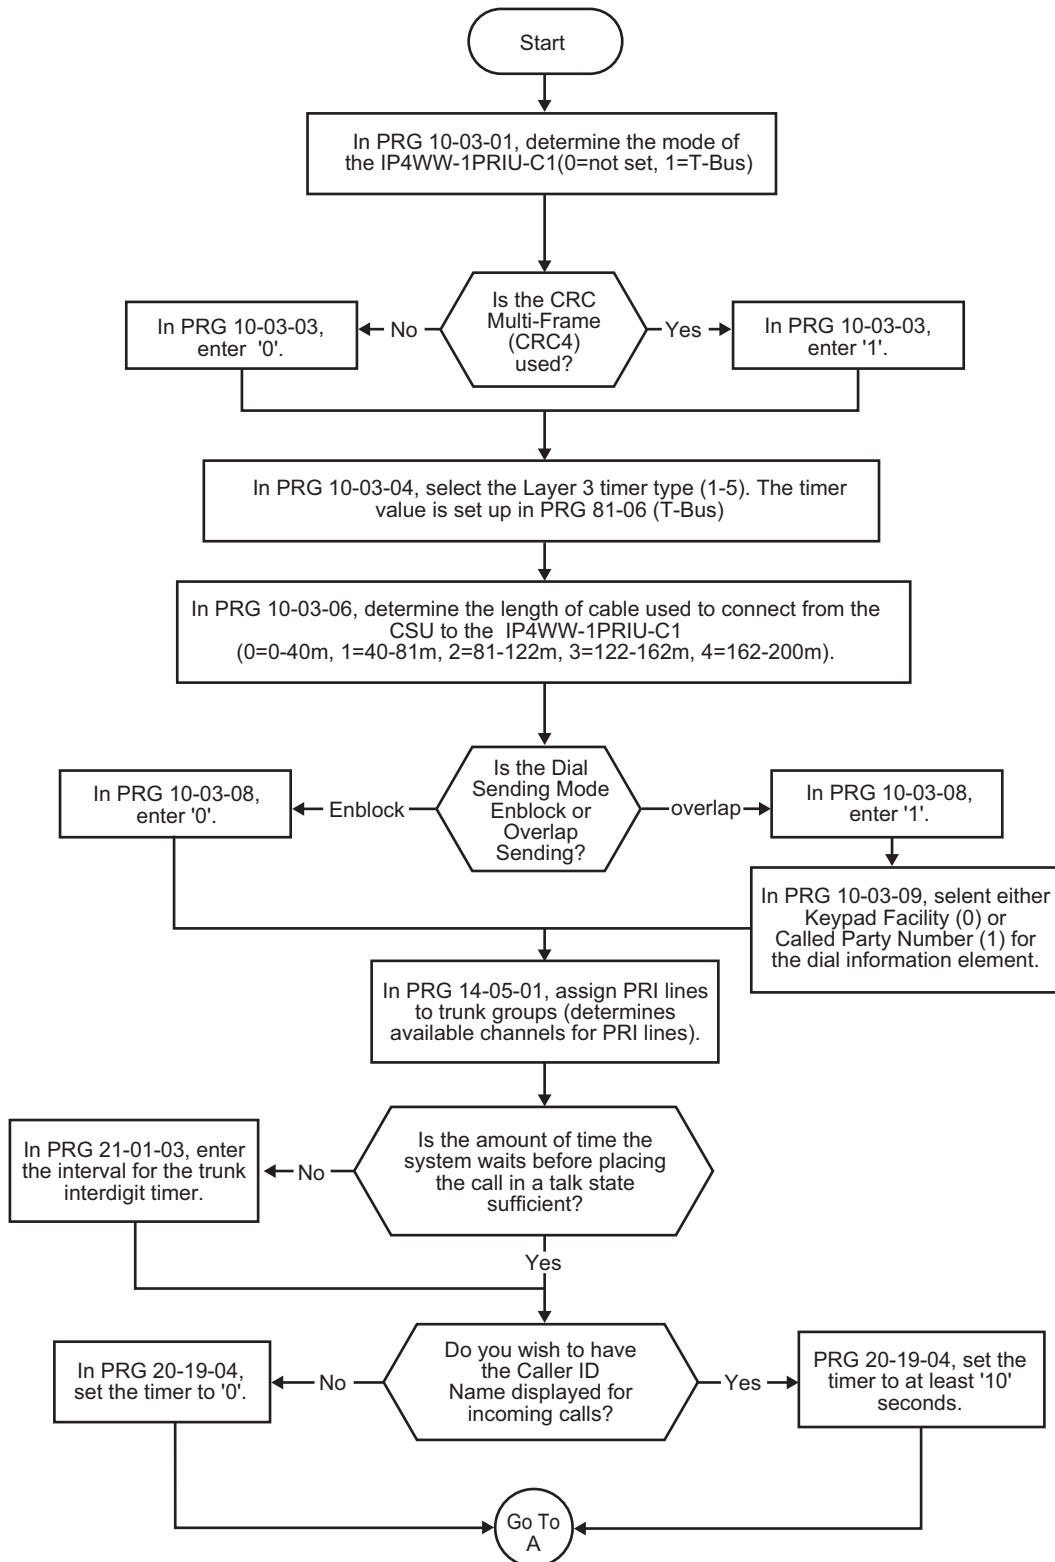 Start
In PRG 10-03-01, determine the mode of
the IP4WW-1PRIU-C1(0=not set, 1=T-Bus)
Is the CRC
Multi-Frame
(CRC4)
used?
No
Yes
In PRG 10-03-03,
enter '0'.
In PRG 10-03-03,
enter '1'.
In PRG 10-03-04, select the Layer 3 timer type (1-5). The timer
value is set up in PRG 81-06 (T-Bus)
In PRG 10-03-06, determine the length of cable used to connect from the
CSU to the IP4WW-1PRIU-C1
(0=0-40m, 1=40-81m, 2=81-122m, 3=122-162m, 4=162-200m).
Is the Dial
Sending Mode
Enblock or
Overlap
Sending?
Enblock
overlap
In PRG 10-03-08,
enter '0'.
In PRG 10-03-08,
enter '1'.
In PRG 10-03-09, selent either
Keypad Facility (0) or
Called Party Number (1) for
the dial information element.
In PRG 14-05-01, assign PRI lines
to trunk groups (determines
available channels for PRI lines).
Is the amount of time the
system waits before placing
the call in a talk state
sufficient?
No
In PRG 21-01-03, enter
the interval for the trunk
interdigit timer.
Yes
Do you wish to have
the Caller ID
Name displayed for
incoming calls?
No
Yes
In PRG 20-19-04,
set the timer to '0'.
PRG 20-19-04, set the
timer to at least '10'
seconds.
Go To
A